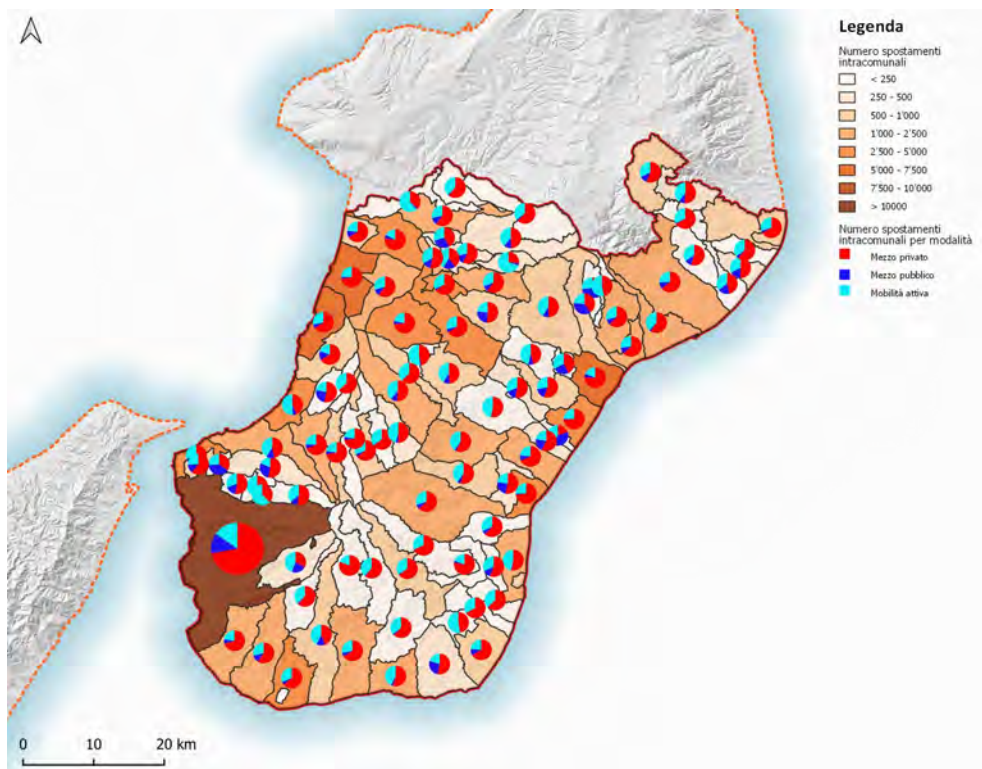 Legenda
Numero spostamenti
intracomunali
< 250
250 - 500
500 - 1'000
1'000 - 2'500
2'500 - 5'000
5'000 - 7'500
7'500 - 10'000
> 10000
Numero spostamenti
intracomunali per modalità
Mezzo privato
Mezzo pubblico
Mobilità attiva
0 10 20 km